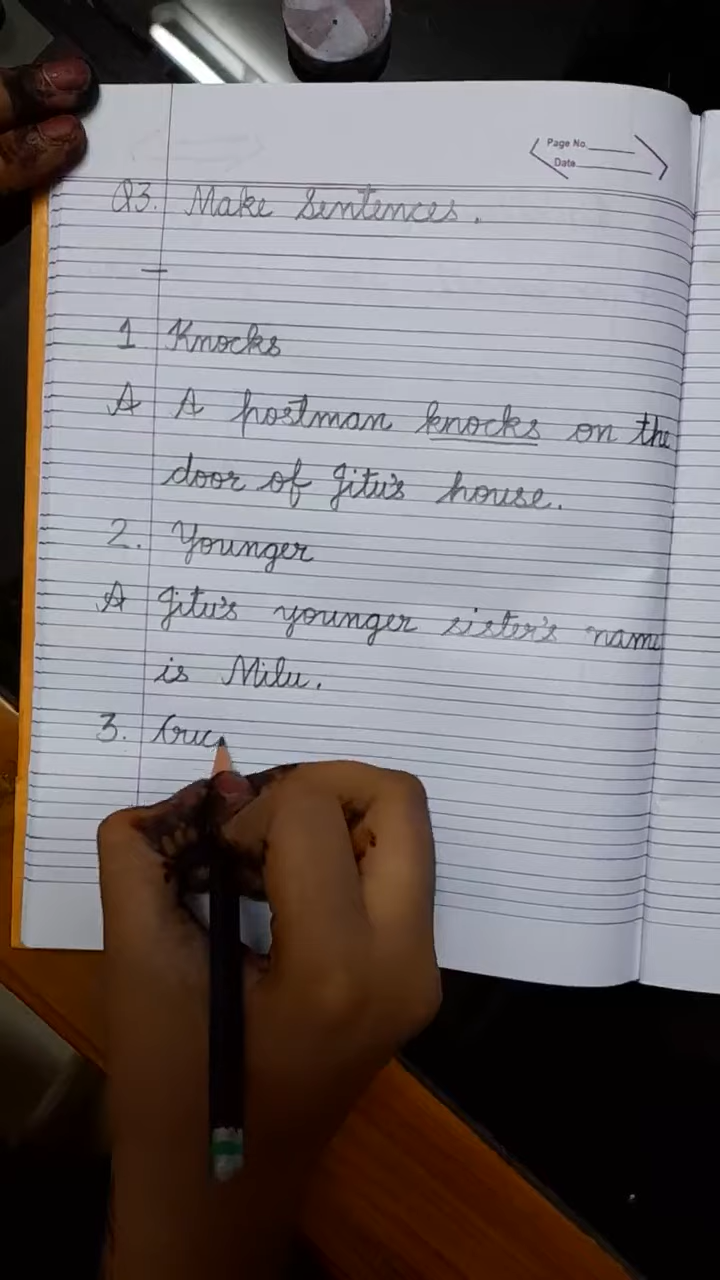 Page No.
Date
Q3. Make Sentences.
1 Knocks
A A postman knocks on the
door of Jitu's house.
2. Younger
A Jitu's younger sister's name
is Milu.
3.